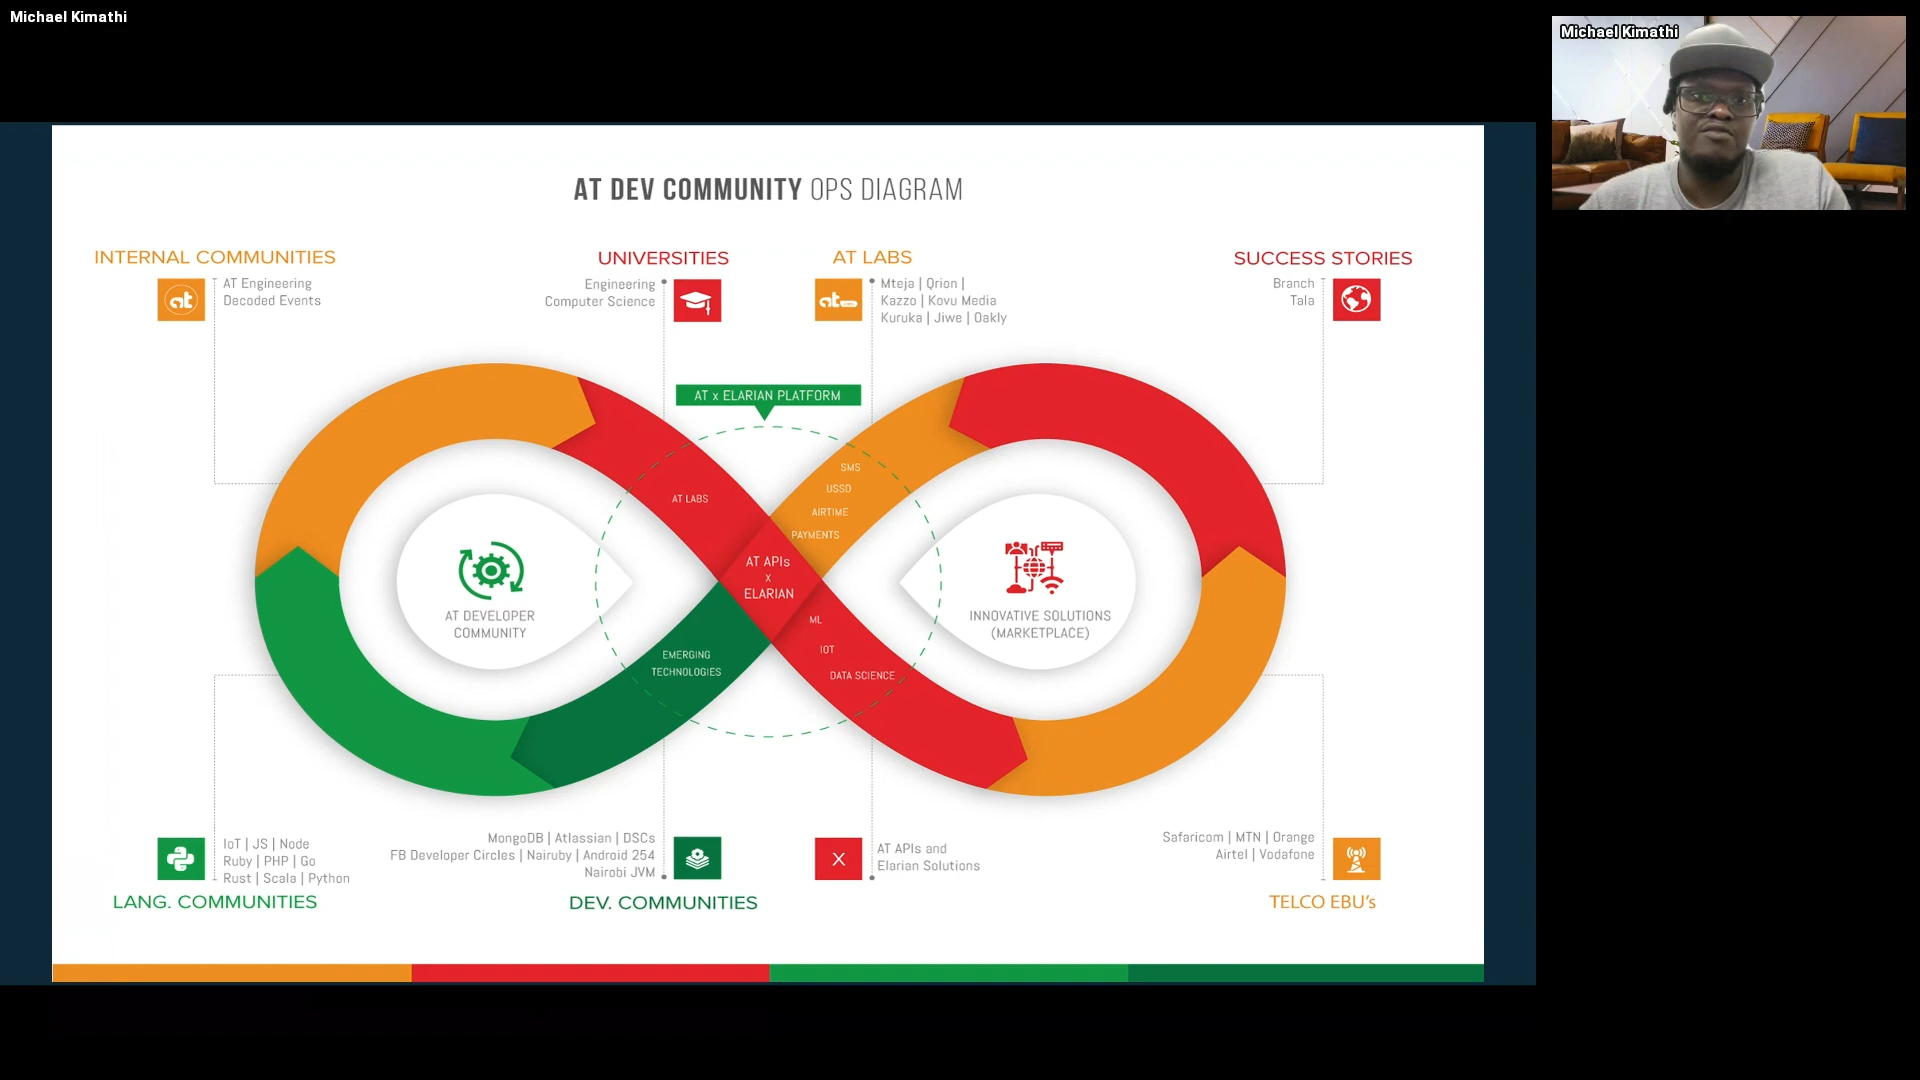 Michael Kimathi
Michael Kimathi
AT DEV COMMUNITY OPS DIAGRAM
INTERNAL COMMUNITIES
at
AT Engineering
Decoded Events
UNIVERSITIES
Engineering
Computer Science
AT LABS
at
Mteja | Qrion |
Kazzo | Kovu Media
Kuruka | Jiwe | Oakly
SUCCESS STORIES
Branch
Tala
AT x ELARIAN PLATFORM
SMS
USSD
AIRTIME
PAYMENTS
AT LABS
AT APIs
x
ELARIAN
AT DEVELOPER
COMMUNITY
INNOVATIVE SOLUTIONS
(MARKETPLACE)
ML
IOT
DATA SCIENCE
EMERGING
TECHNOLOGIES
IoT | JS | Node
Ruby | PHP | Go
Rust | Scala | Python
LANG. COMMUNITIES
MongoDB | Atlassian | DSCs
FB Developer Circles | Nairuby | Android 254
Nairobi JVM
DEV. COMMUNITIES
X
AT APIs and
Elarian Solutions
Safaricom | MTN | Orange
Airtel | Vodafone
TELCO EBU's